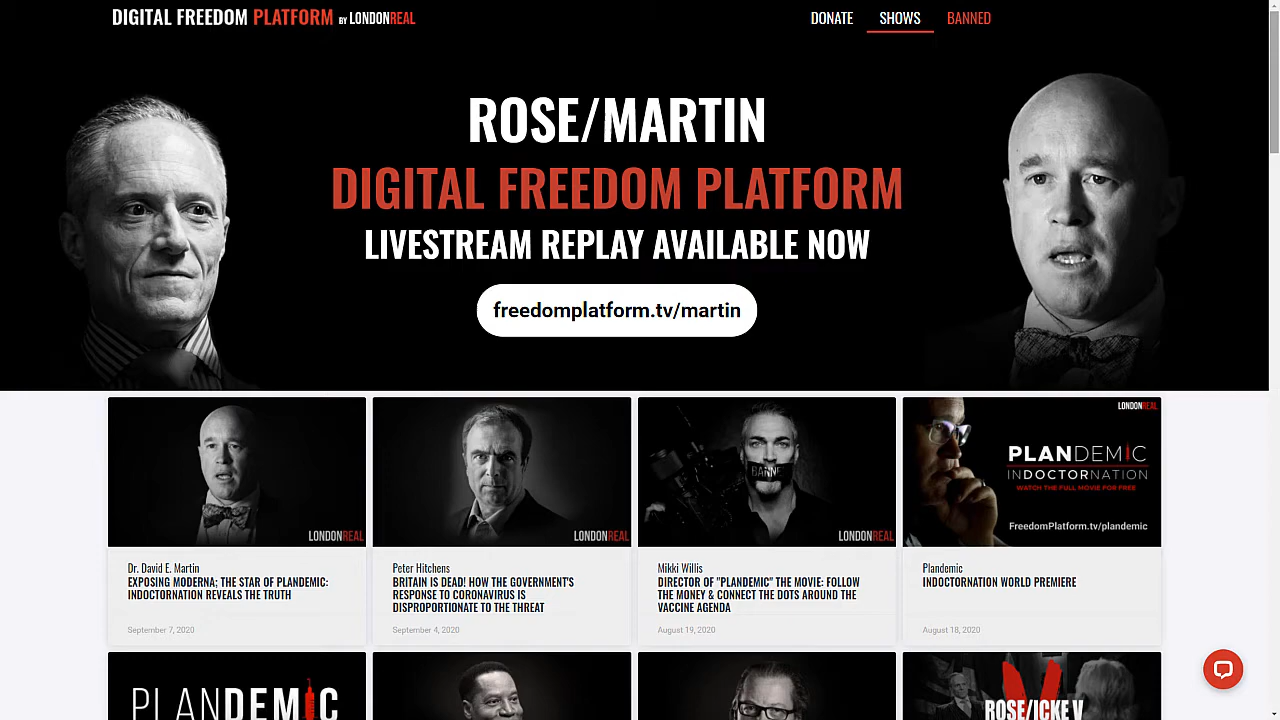 DIGITAL FREEDOM PLATFORM BY LONDONREAL
DONATE SHOWS BANNED
ROSE/MARTIN
DIGITAL FREEDOM PLATFORM
LIVESTREAM REPLAY AVAILABLE NOW
freedomplatform.tv/martin
LONDONREAL
Dr. David E. Martin
EXPOSING MODERNA; THE STAR OF PLANDEMIC:
INDOCTORNATION REVEALS THE TRUTH
September 7, 2020
LONDONREAL
Peter Hitchens
BRITAIN IS DEAD! HOW THE GOVERNMENT'S
RESPONSE TO CORONAVIRUS IS
DISPROPORTIONATE TO THE THREAT
September 4, 2020
BANNE
LONDONREAL
Mikki Willis
DIRECTOR OF "PLANDEMIC" THE MOVIE: FOLLOW
THE MONEY & CONNECT THE DOTS AROUND THE
VACCINE AGENDA
August 19, 2020
LONDONREAL
PLANDEMIC
INDOCTORNATION
WATCH THE FULL MOVIE FOR FREE
FreedomPlatform.tv/plandemic
Plandemic
INDOCTORNATION WORLD PREMIERE
August 18, 2020
PLANDEMIC
ROSE/ICKE V